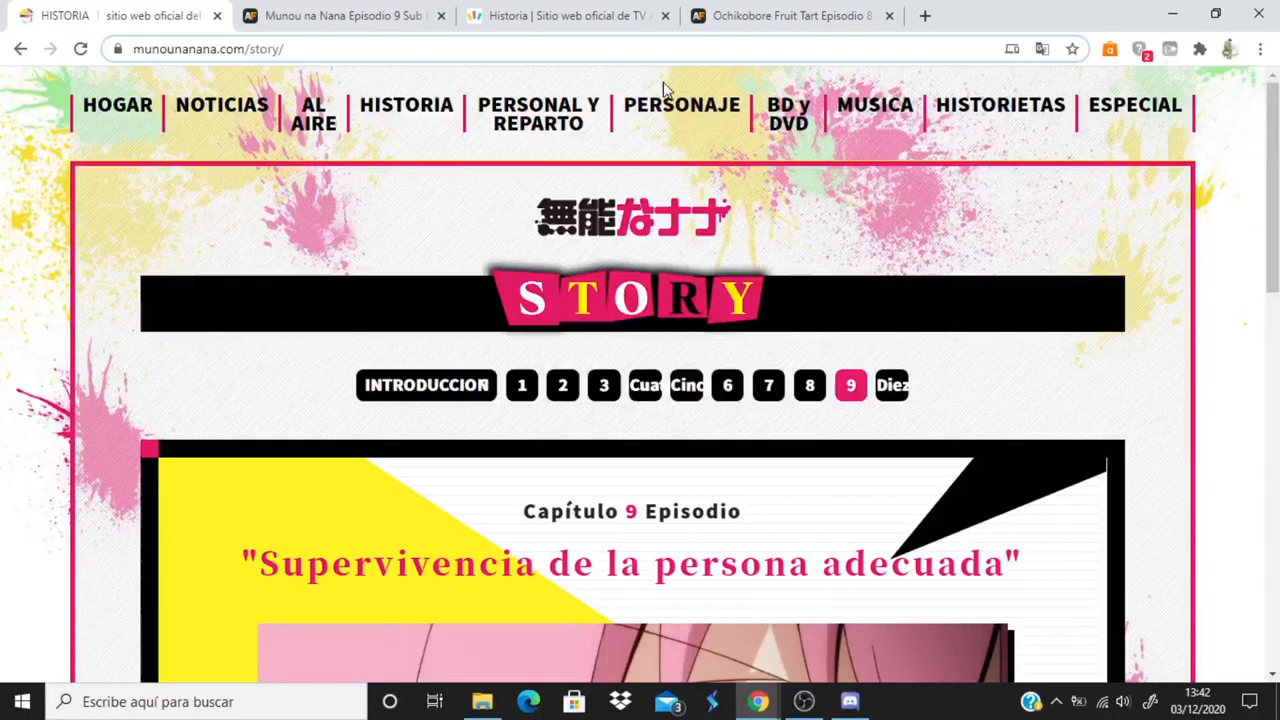 HISTORIA | sitio web oficial del
Munou na Nana Episodio 9 Sub E
Historia | Sitio web oficial de TV A
Ochikobore Fruit Tart Episodio 8
munounanana.com/story/
2
HOGAR
NOTICIAS
AL
AIRE
HISTORIA
PERSONAL Y
REPARTO
PERSONAJE
BD y
DVD
MUSICA
HISTORIETAS
ESPECIAL
無能なナナ
STORY
INTRODUCCION 1 2 3 Cuat Cinc 6 7 8 9 Diez
Capítulo 9 Episodio
"Supervivencia de la persona adecuada"
Escribe aquí para buscar
3
13:42
03/12/2020